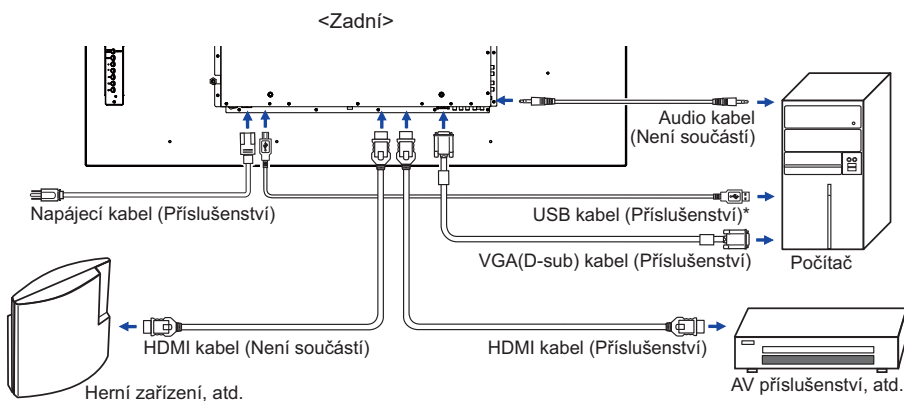 <Zadní>
Audio kabel
(Není součástí)
Napájecí kabel (Příslušenství)
USB kabel (Příslušenství)*
VGA(D-sub) kabel (Příslušenství)
Počítač
HDMI kabel (Není součástí)
HDMI kabel (Příslušenství)
Herní zařízení, atd.
AV příslušenství, atd.